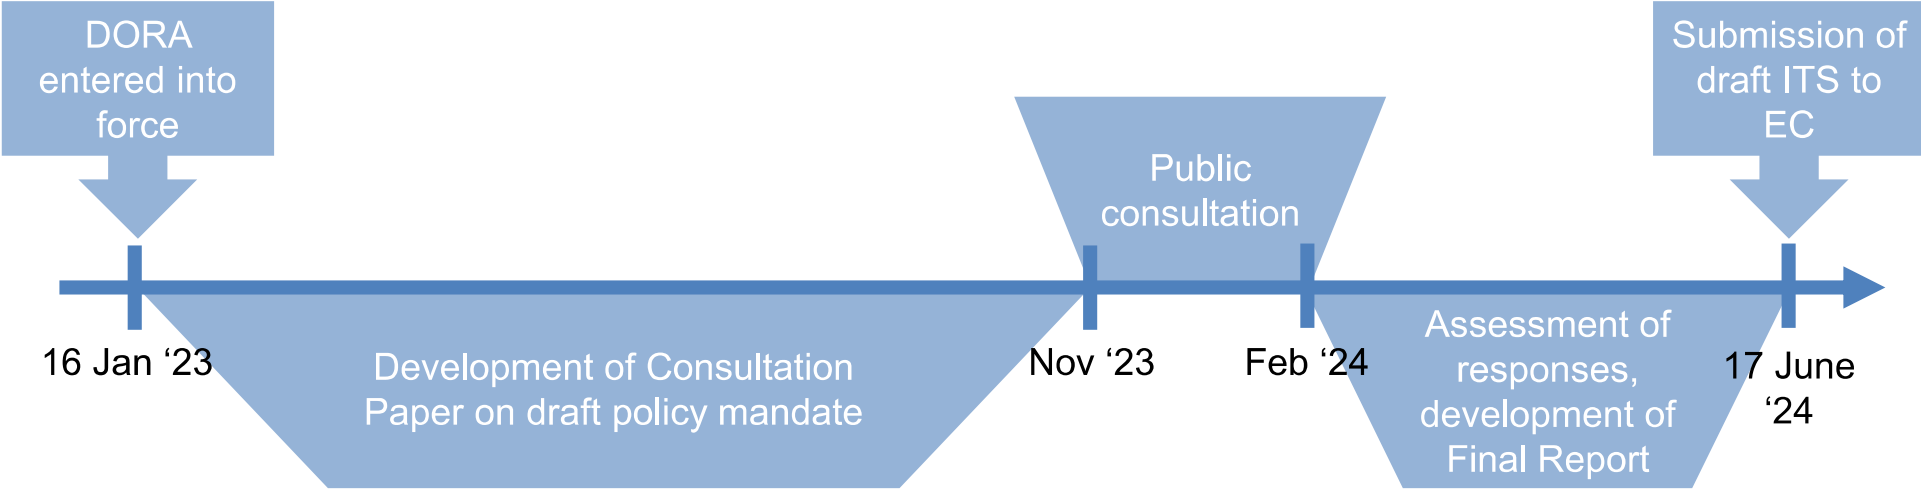 DORA
entered into
force
Submission of
draft ITS to
EC
Public
consultation
16 Jan ‘23
Nov ‘23
Feb ‘24
17 June
‘24
Development of Consultation
Paper on draft policy mandate
Assessment of
responses,
development of
Final Report